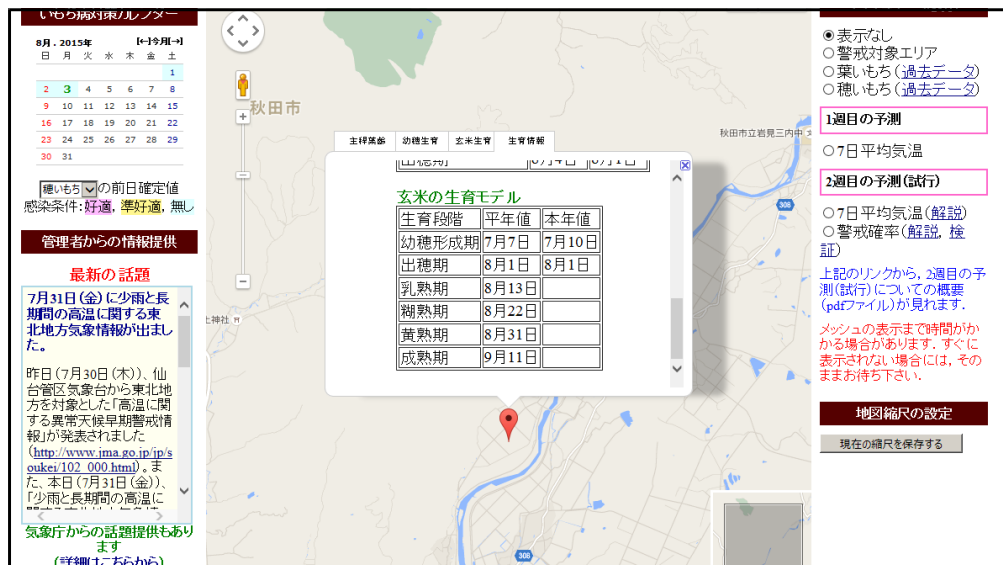 いもち病対策カレンダー
8月. 2015年 [←]今月[→]
日 月 火 水 木 金 土
1
2 3 4 5 6 7 8
9 10 11 12 13 14 15
16 17 18 19 20 21 22
23 24 25 26 27 28 29
30 31
穂いもち の前日確定値
感染条件:好適, 準好適, 無し
管理者からの情報提供
最新の話題
7月31日(金)に少雨と長
期間の高温に関する東
北地方気象情報が出まし
た。
昨日(7月30日(木))、仙
台管区気象台から東北地
方を対象とした「高温に関
する異常天候早期警戒情
報」が発表されました
(http://www.jma.go.jp/jp/s
oukei/102_000.html)。ま
た、本日(7月31日(金))、
「少雨と長期間の高温に
気象庁からの話題提供もあり
ます
(詳細はこちらから)
秋田市
秋田市立岩見三内中
上神社
308
308
主稈葉齢 幼穂生育 玄米生育 生育情報
出穂期 8月4日 8月1日
玄米の生育モデル
生育段階 平年値 本年値
幼穂形成期 7月7日 7月10日
出穂期 8月1日 8月1日
乳熟期 8月13日
糊熟期 8月22日
黄熟期 8月31日
成熟期 9月11日
表示なし
警戒対象エリア
葉いもち(過去データ)
穂いもち(過去データ)
1週目の予測
7日平均気温
2週目の予測(試行)
7日平均気温(解説)
警戒確率(解説, 検
証)
上記のリンクから, 2週目の予
測(試行)についての概要
(pdfファイル)が見れます.
メッシュの表示まで時間がか
かる場合があります. すぐに
表示されない場合には, その
ままお待ち下さい.
地図縮尺の設定
現在の縮尺を保存する